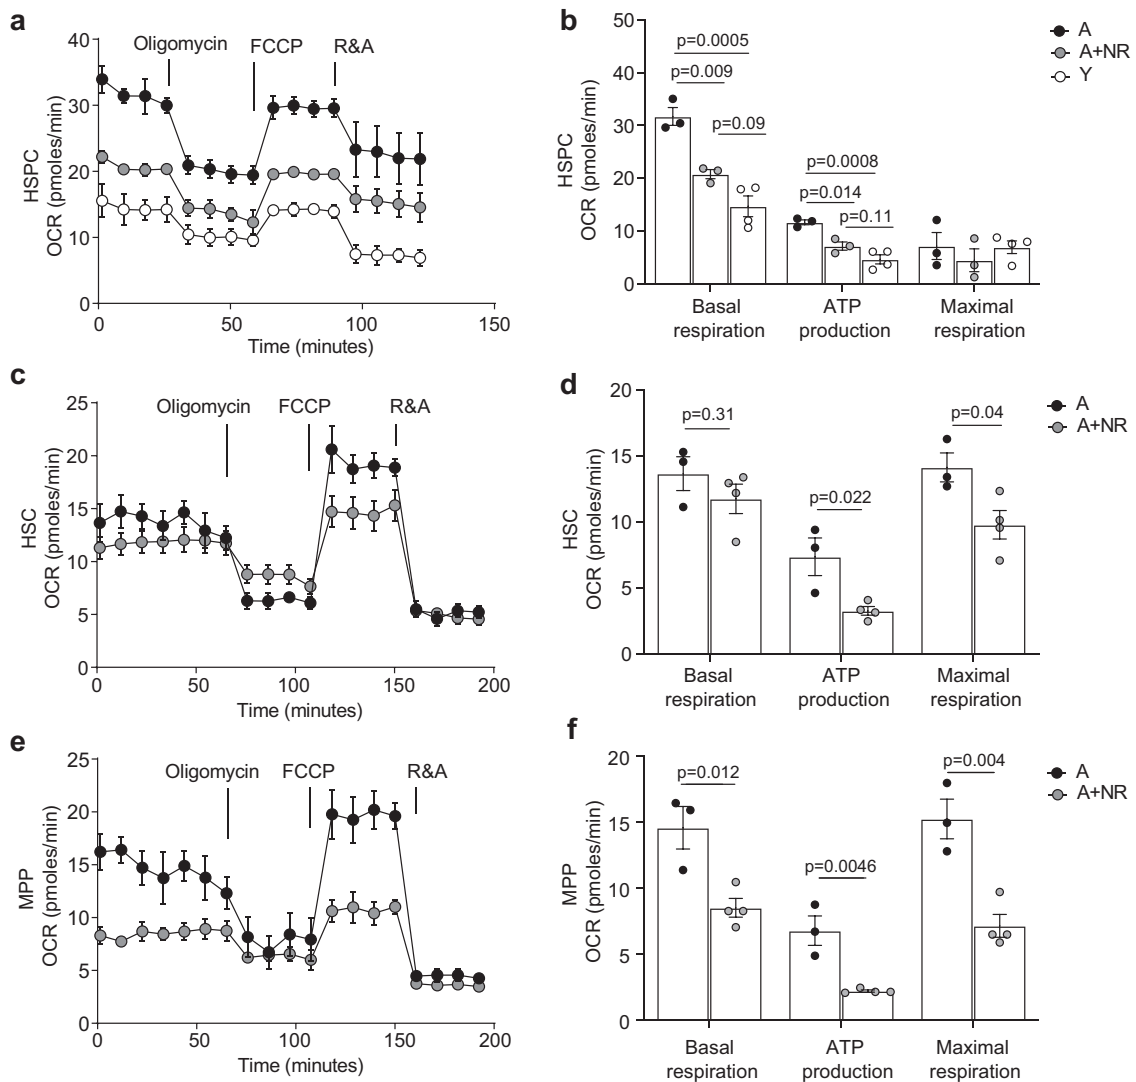 a
HSPC
OCR (pmoles/min)
40
30
20
10
0
Oligomycin
FCCP
R&A
0
50
100
150
Time (minutes)
b
HSPC
OCR (pmoles/min)
50
40
30
20
10
0
p=0.0005
p=0.009
p=0.09
p=0.0008
p=0.014
p=0.11
Basal
respiration
ATP
production
Maximal
respiration
A
A+NR
Y
c
HSC
OCR (pmoles/min)
25
20
15
10
5
0
Oligomycin
FCCP
R&A
0
50
100
150
200
Time (minutes)
d
HSC
OCR (pmoles/min)
20
15
10
5
0
p=0.31
p=0.022
p=0.04
Basal
respiration
ATP
production
Maximal
respiration
A
A+NR
e
MPP
OCR (pmoles/min)
25
20
15
10
5
0
Oligomycin
FCCP
R&A
0
50
100
150
200
Time (minutes)
f
MPP
OCR (pmoles/min)
20
15
10
5
0
p=0.012
p=0.0046
p=0.004
Basal
respiration
ATP
production
Maximal
respiration
A
A+NR